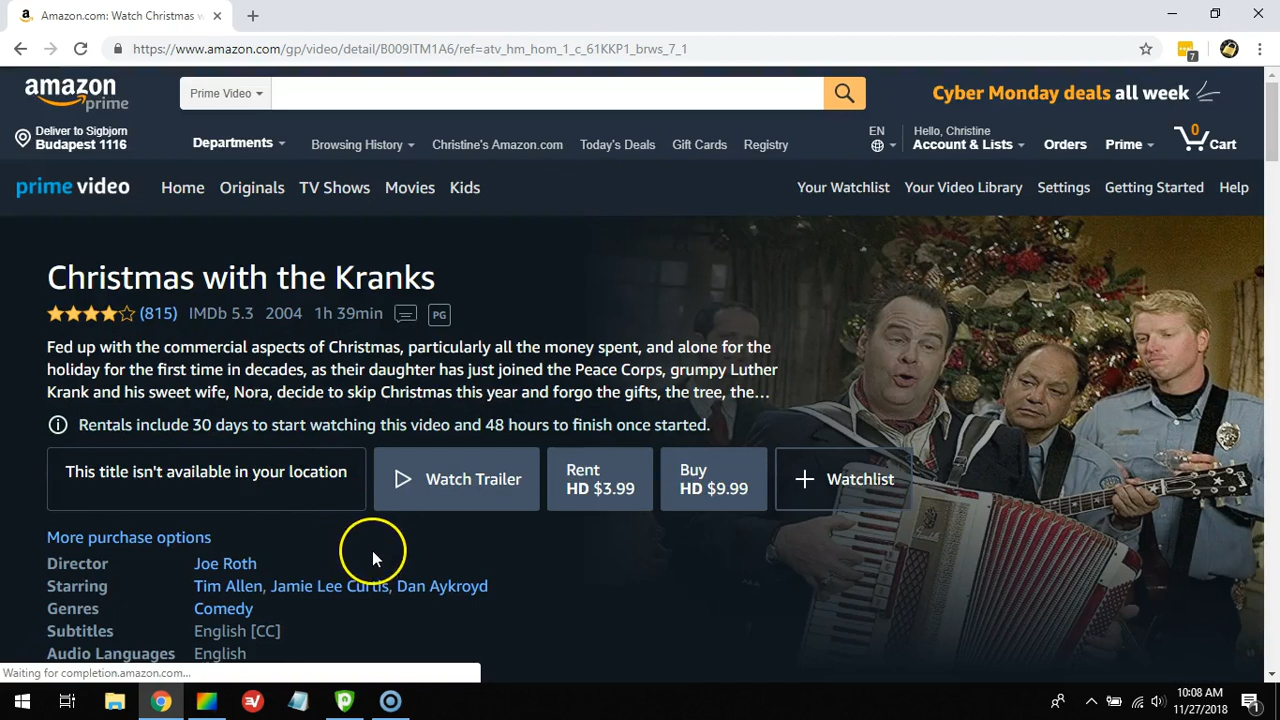 Amazon.com: Watch Christmas w
https://www.amazon.com/gp/video/detail/B009ITM1A6/ref=atv_hm_hom_1_c_61KKP1_brws_7_1
7
amazon prime
Prime Video
Cyber Monday deals all week
Deliver to Sigbjorn
Budapest 1116
Departments
Browsing History
Christine's Amazon.com
Today's Deals
Gift Cards
Registry
EN
Hello, Christine
Account & Lists
Orders
Prime
0
Cart
prime video
Home
Originals
TV Shows
Movies
Kids
Your Watchlist
Your Video Library
Settings
Getting Started
Help
Christmas with the Kranks
(815) IMDb 5.3 2004 1h 39min PG
Fed up with the commercial aspects of Christmas, particularly all the money spent, and alone for the
holiday for the first time in decades, as their daughter has just joined the Peace Corps, grumpy Luther
Krank and his sweet wife, Nora, decide to skip Christmas this year and forgo the gifts, the tree, the…
Rentals include 30 days to start watching this video and 48 hours to finish once started.
This title isn't available in your location
Watch Trailer
Rent
HD $3.99
Buy
HD $9.99
Watchlist
More purchase options
Director Joe Roth
Starring Tim Allen, Jamie Lee Curtis, Dan Aykroyd
Genres Comedy
Subtitles English [CC]
Audio Languages English
Waiting for completion.amazon.com...
10:08 AM
11/27/2018
1